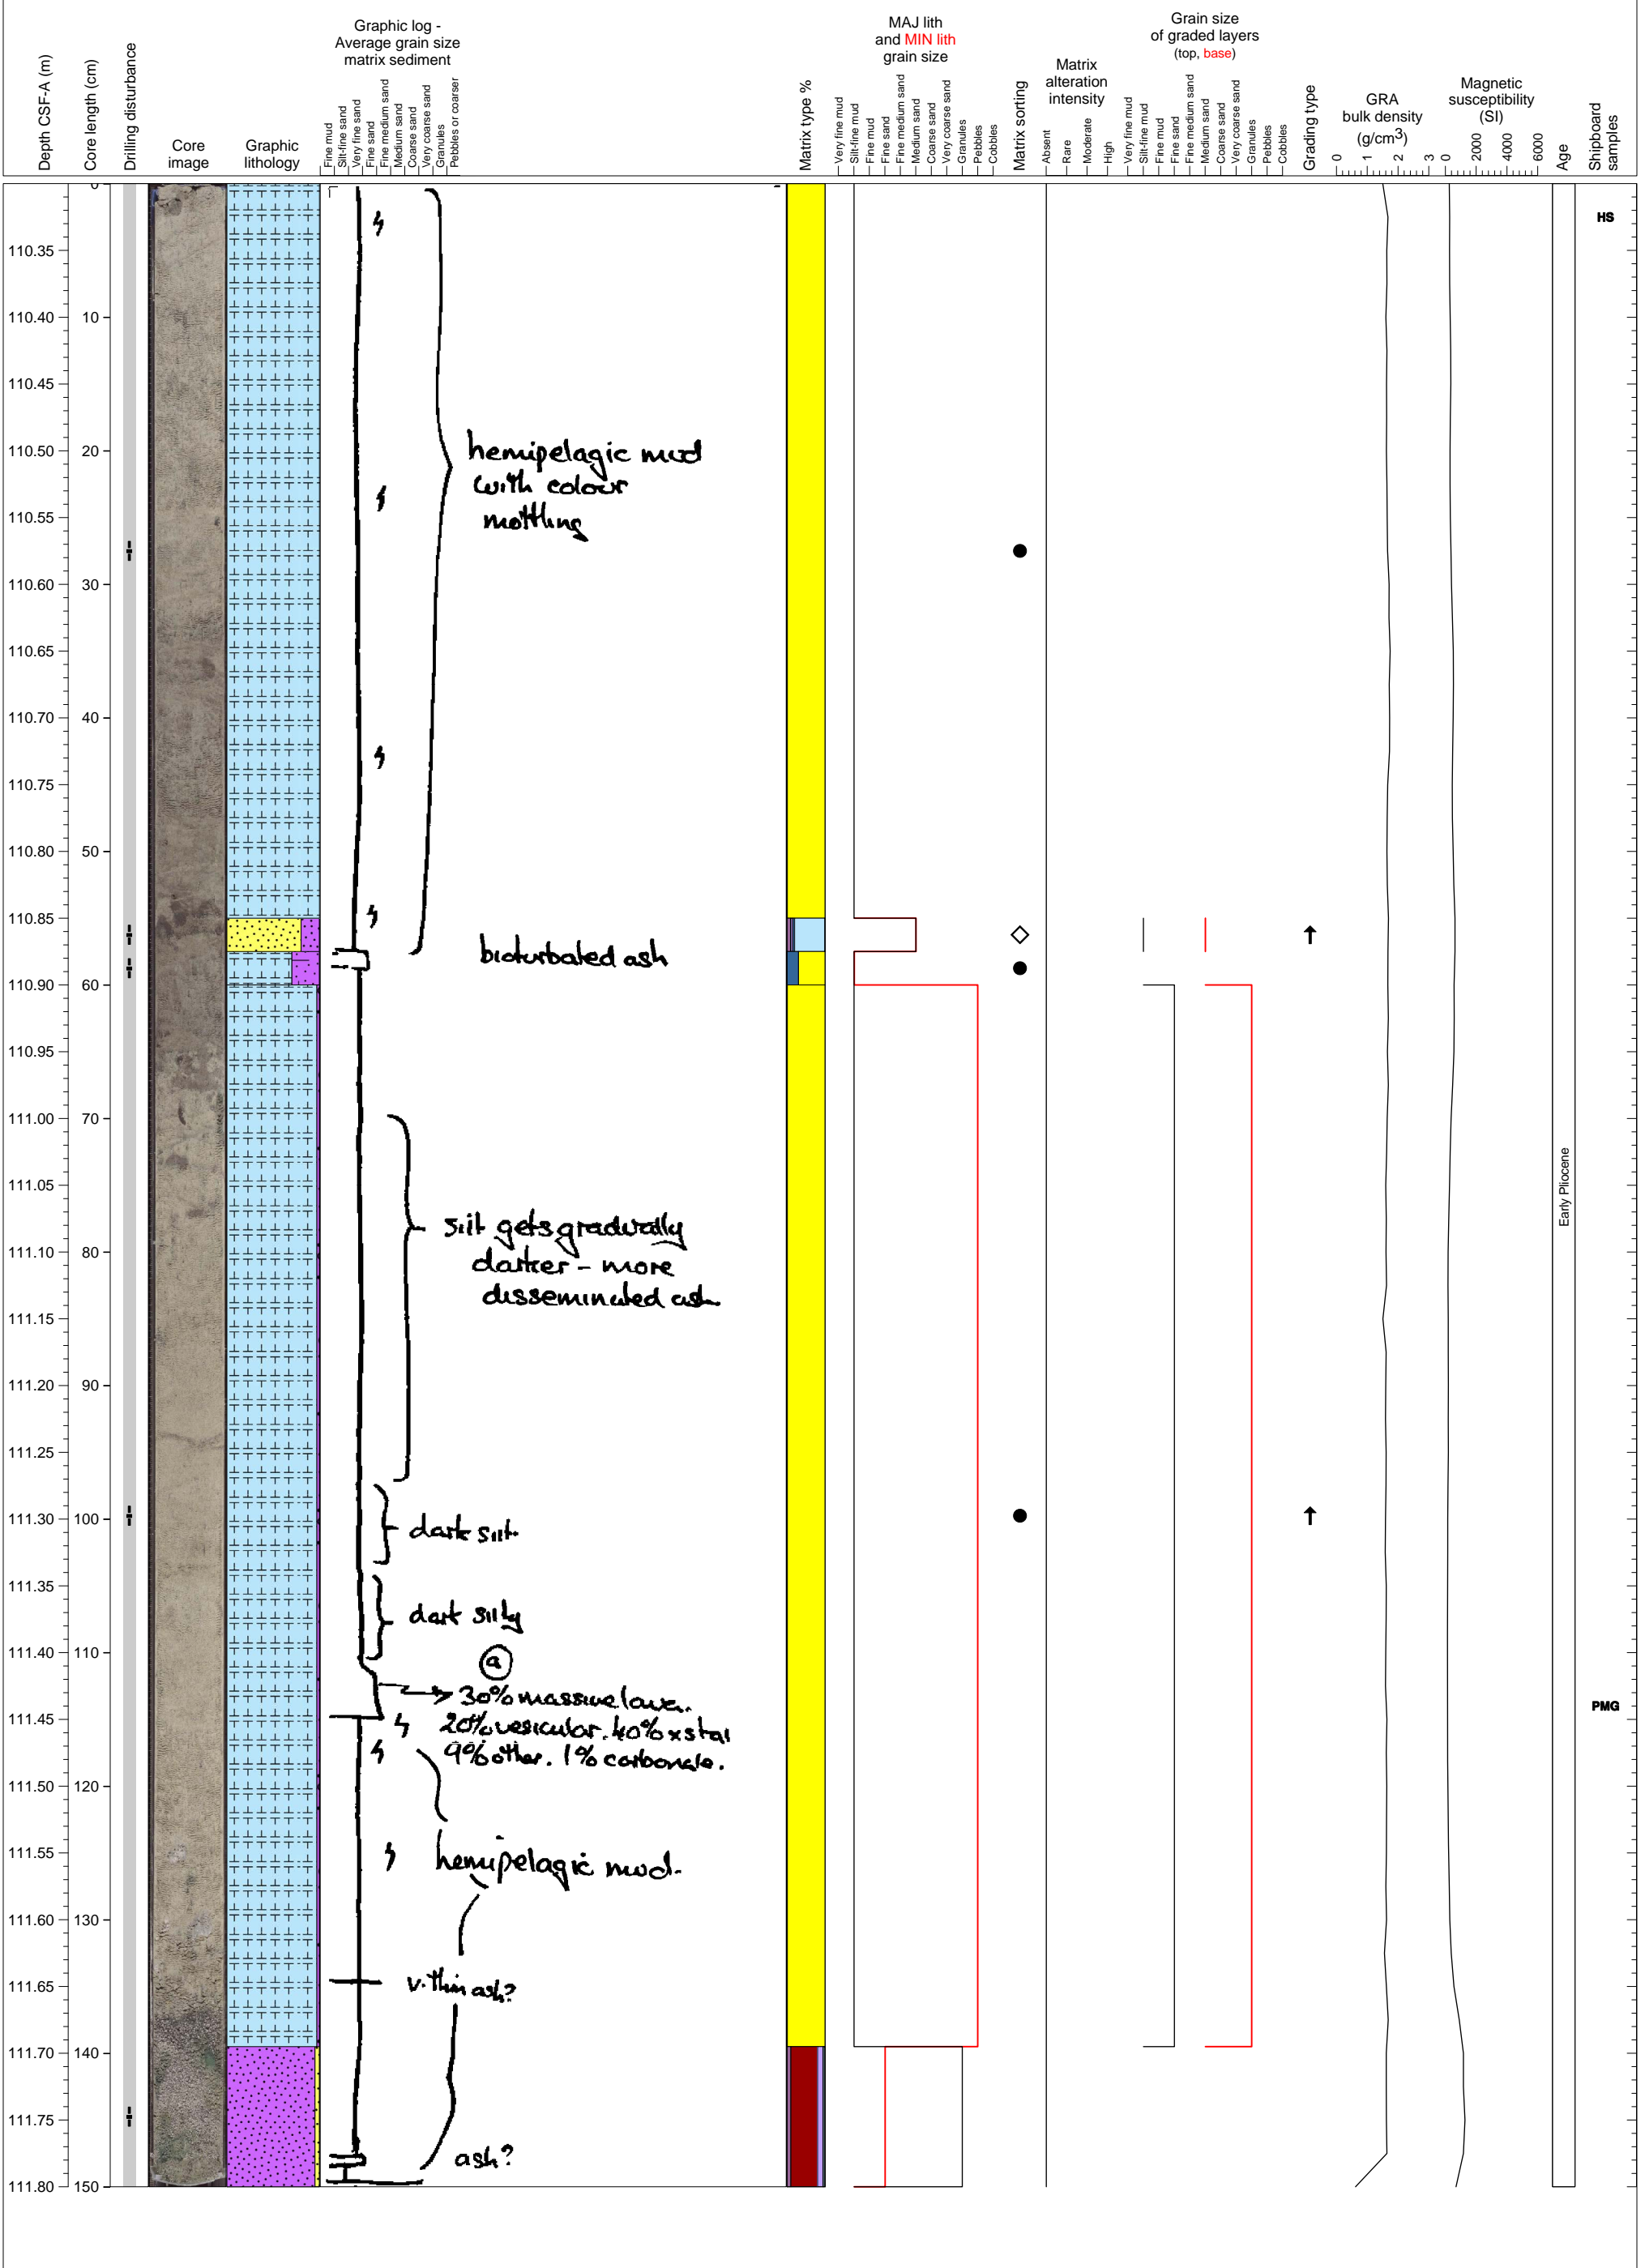 Depth CSF-A (m)
Core length (cm)
Drilling disturbance
Core
image
Graphic
lithology
Graphic log -
Average grain size
matrix sediment
Fine mud
Silt-fine sand
Very fine sand
Fine sand
Fine medium sand
Medium sand
Coarse sand
Very coarse sand
Granules
Pebbles or coarser
Matrix type %
MAJ lith
and MIN lith
grain size
Very fine mud
Silt-fine mud
Fine mud
Fine sand
Fine medium sand
Medium sand
Coarse sand
Very coarse sand
Granules
Pebbles
Cobbles
Matrix sorting
Matrix
alteration
intensity
Absent
Rare
Moderate
High
Grain size
of graded layers
(top, base)
Very fine mud
Silt-fine mud
Fine mud
Fine sand
Fine medium sand
Medium sand
Coarse sand
Very coarse sand
Granules
Pebbles
Cobbles
Grading type
GRA
bulk density
(g/cm3)
0 1 2 3
Magnetic
susceptibility
(SI)
0 2000 4000 6000
Age
Shipboard
samples
0
HS
110.35
110.40 10
110.45
110.50 20
hemipelagic mud
with colour
mottling
110.55
110.60 30
110.65
110.70 40
110.75
110.80 50
110.85
bioturbated ash
110.90 60
110.95
111.00 70
111.05
Early Pliocene
silt gets gradually
darker - more
disseminated ash
111.10 80
111.15
111.20 90
111.25
111.30 100
dark silt
111.35
dark silty
111.40 110
a
30% massive lava.
20% vesicular. 40% xstal
9% other. 1% carbonate.
111.45
PMG
111.50 120
111.55
hemipelagic mud.
111.60 130
111.65
v. thin ash?
111.70 140
111.75
ash?
111.80 150